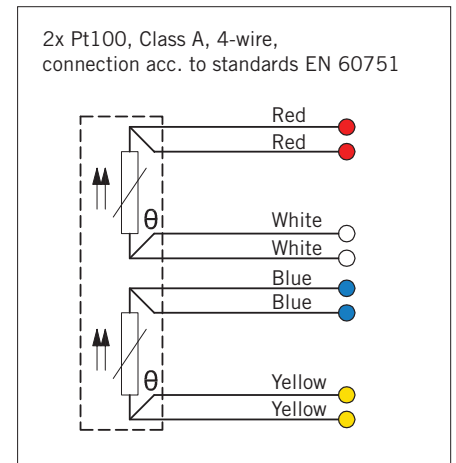 2x Pt100, Class A, 4-wire,
connection acc. to standards EN 60751
Red
Red
θ
White
White
Blue
Blue
θ
Yellow
Yellow